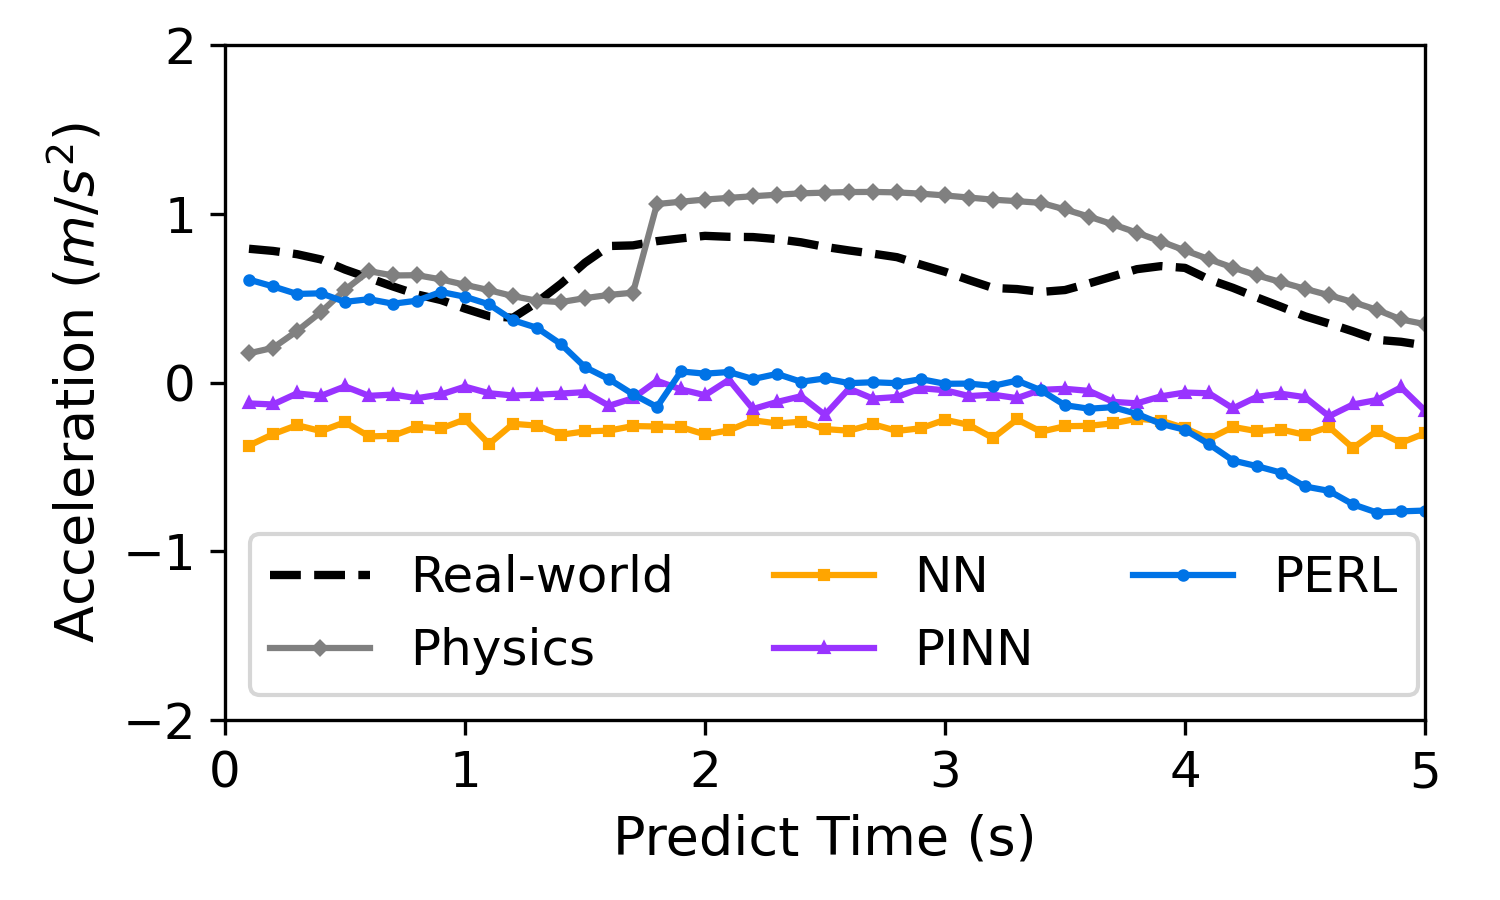 2
1
0
−1
−2
Acceleration (m/s²)
Real-world
NN
PERL
Physics
PINN
0 1 2 3 4 5
Predict Time (s)